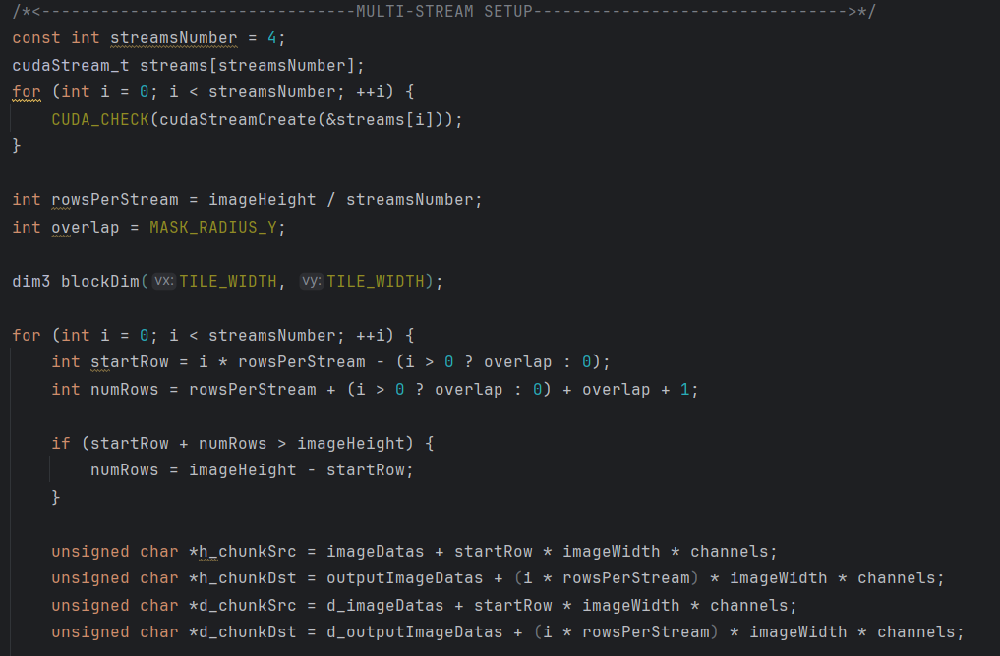 /*<--------------------------------MULTI-STREAM SETUP-------------------------------->*/
const int streamsNumber = 4;
cudaStream_t streams[streamsNumber];
for (int i = 0; i < streamsNumber; ++i) {
    CUDA_CHECK(cudaStreamCreate(&streams[i]));
}

int rowsPerStream = imageHeight / streamsNumber;
int overlap = MASK_RADIUS_Y;

dim3 blockDim( vx: TILE_WIDTH, vy: TILE_WIDTH);

for (int i = 0; i < streamsNumber; ++i) {
    int startRow = i * rowsPerStream - (i > 0 ? overlap : 0);
    int numRows = rowsPerStream + (i > 0 ? overlap : 0) + overlap + 1;

    if (startRow + numRows > imageHeight) {
        numRows = imageHeight - startRow;
    }

    unsigned char *h_chunkSrc = imageDatas + startRow * imageWidth * channels;
    unsigned char *h_chunkDst = outputImageDatas + (i * rowsPerStream) * imageWidth * channels;
    unsigned char *d_chunkSrc = d_imageDatas + startRow * imageWidth * channels;
    unsigned char *d_chunkDst = d_outputImageDatas + (i * rowsPerStream) * imageWidth * channels;